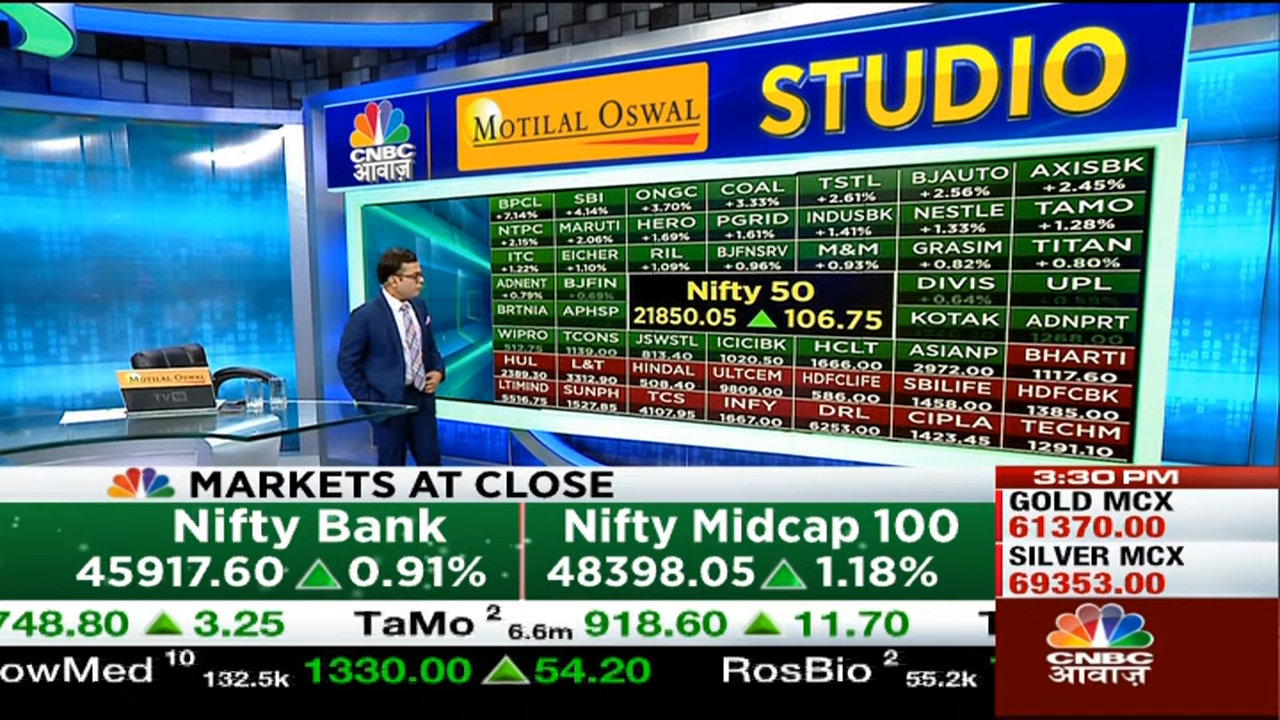 CNBC
आवाज़
MOTILAL OSWAL
STUDIO
BPCL SBI ONGC COAL TSTL BJAUTO AXISBK
+7.14% +4.14% +3.70% +3.33% +2.61% +2.56% +2.45%
NTPC MARUTI HERO PGRID INDUSBK NESTLE TAMO
+2.15% +2.06% +1.69% +1.61% +1.41% +1.33% +1.28%
ITC EICHER RIL BJFNSRV M&M GRASIM TITAN
+1.22% +1.10% +1.09% +0.96% +0.93% +0.82% +0.80%
ADNENT BJFIN DIVIS UPL
+0.79% +0.69% +0.64%
Nifty 50
21850.05 ▲ 106.75
BRTNIA APHSP KOTAK ADNPRT
WIPRO TCONS JSWSTL ICICIBK HCLT ASIANP BHARTI
1139.00 813.40 1020.50 1666.00 2972.00 1117.60
HUL L&T HINDAL ULTCEM HDFCLIFE SBILIFE HDFCBK
2389.30 3312.90 508.40 9809.00 586.00 1458.00 1385.00
LTIMIND SUNPH TCS INFY DRL CIPLA TECHM
5516.75 1527.85 4107.95 1667.00 6253.00 1423.45 1291.10
MOTILAL OSWAL
MARKETS AT CLOSE
Nifty Bank
45917.60 ▲ 0.91%
Nifty Midcap 100
48398.05 ▲ 1.18%
3:30 PM
GOLD MCX
61370.00
SILVER MCX
69353.00
748.80 ▲ 3.25 TaMo 2 6.6m 918.60 ▲ 11.70
owMed 10 132.5k 1330.00 ▲ 54.20 RosBio 2 55.2k
CNBC
आवाज़